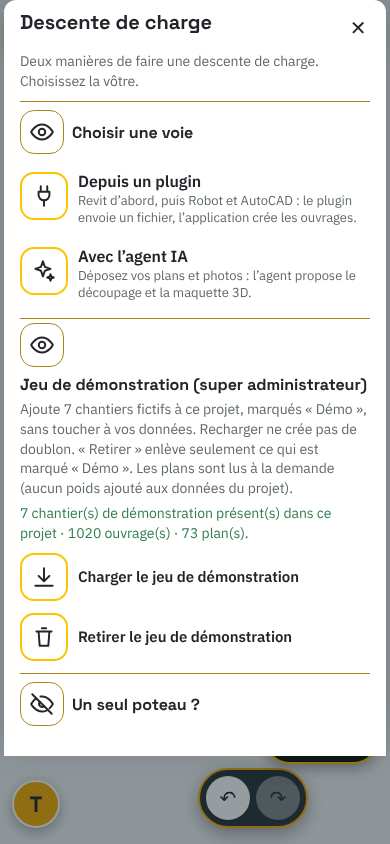 Descente de charge
Deux manières de faire une descente de charge.
Choisissez la vôtre.
Choisir une voie
Depuis un plugin
Revit d’abord, puis Robot et AutoCAD : le plugin
envoie un fichier, l’application crée les ouvrages.
Avec l’agent IA
Déposez vos plans et photos : l’agent propose le
découpage et la maquette 3D.
Jeu de démonstration (super administrateur)
Ajoute 7 chantiers fictifs à ce projet, marqués « Démo »,
sans toucher à vos données. Recharger ne crée pas de
doublon. « Retirer » enlève seulement ce qui est
marqué « Démo ». Les plans sont lus à la demande
(aucun poids ajouté aux données du projet).
7 chantier(s) de démonstration présent(s) dans ce
projet · 1020 ouvrage(s) · 73 plan(s).
Charger le jeu de démonstration
Retirer le jeu de démonstration
Un seul poteau ?
T